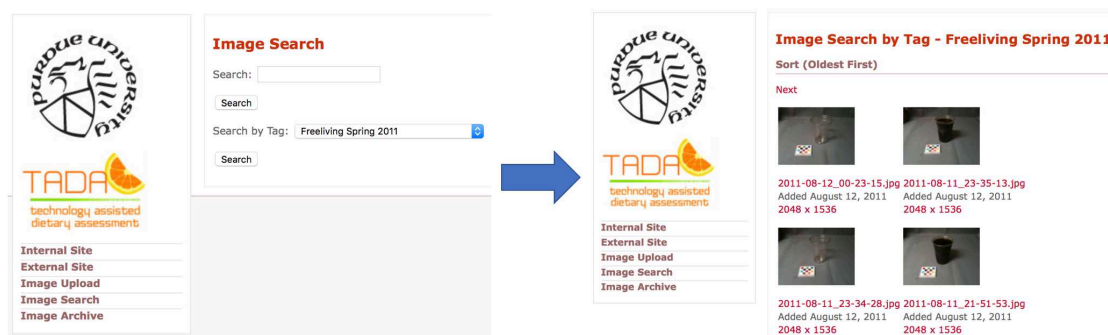 PURDUE UNIVERSITY
TADA
technology assisted
dietary assessment
Internal Site
External Site
Image Upload
Image Search
Image Archive
Image Search
Search:
Search
Search by Tag: Freeliving Spring 2011
Search
PURDUE UNIVERSITY
TADA
technology assisted
dietary assessment
Internal Site
External Site
Image Upload
Image Search
Image Archive
Image Search by Tag - Freeliving Spring 2011
Sort (Oldest First)
Next
2011-08-12_00-23-15.jpg 2011-08-11_23-35-13.jpg
Added August 12, 2011 Added August 12, 2011
2048 x 1536 2048 x 1536
2011-08-11_23-34-28.jpg 2011-08-11_21-51-53.jpg
Added August 12, 2011 Added August 12, 2011
2048 x 1536 2048 x 1536